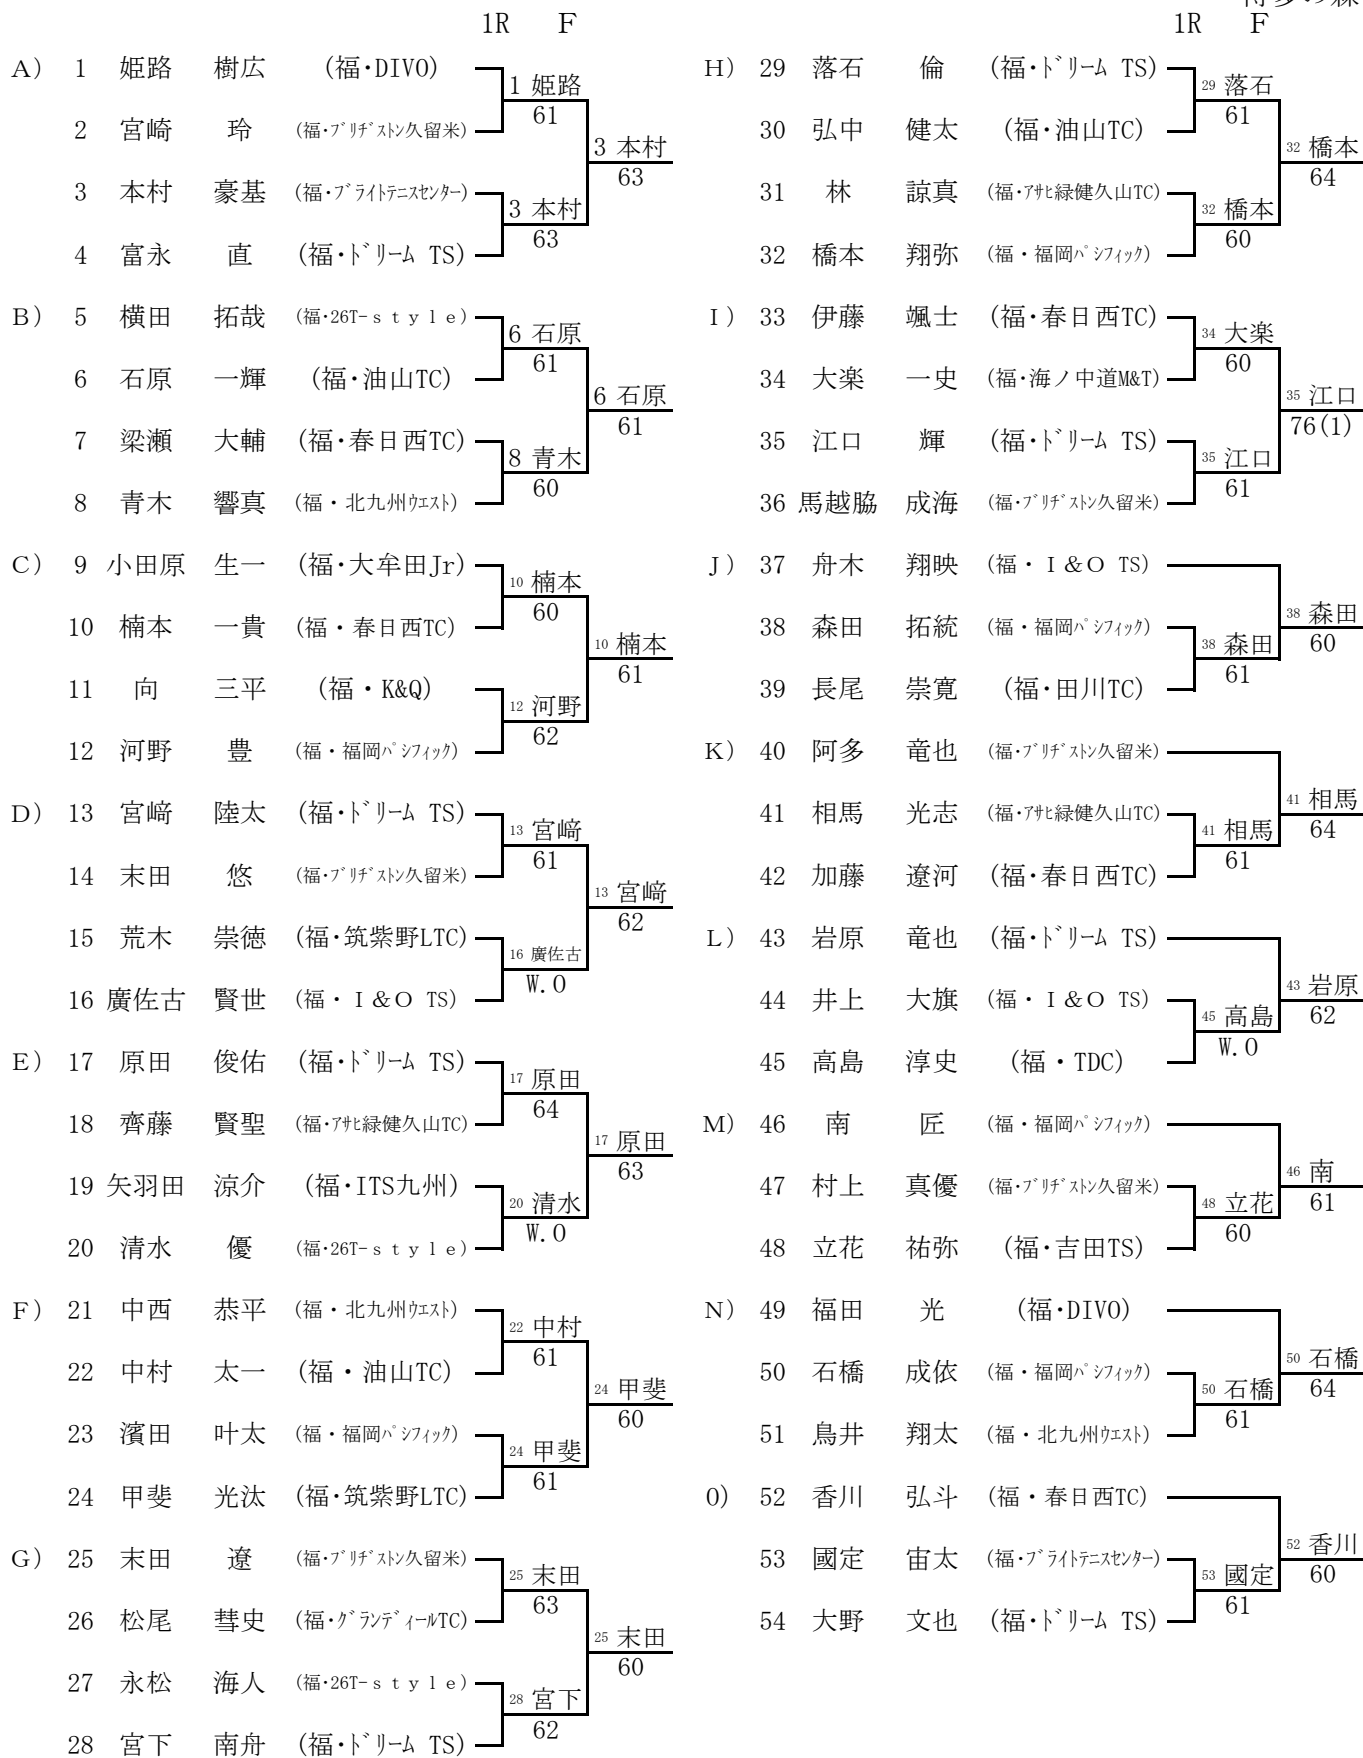 1R F
A) 1 姫路 樹広 (福・DIVO)
1 姫路
61
2 宮崎 玲 (福・ブリヂストン久留米)
3 本村
63
3 本村 豪基 (福・ブライトテニスセンター)
3 本村
63
4 富永 直 (福・ドリーム TS)
B) 5 横田 拓哉 (福・26T-ｓｔｙｌｅ)
6 石原
61
6 石原 一輝 (福・油山TC)
6 石原
61
7 梁瀬 大輔 (福・春日西TC)
8 青木
60
8 青木 響真 (福・北九州ウエスト)
C) 9 小田原 生一 (福・大牟田Jr)
10 楠本
60
10 楠本 一貴 (福・春日西TC)
10 楠本
61
11 向 三平 (福・K&Q)
12 河野
62
12 河野 豊 (福・福岡パシフィック)
D) 13 宮﨑 陸太 (福・ドリーム TS)
13 宮﨑
61
14 末田 悠 (福・ブリヂストン久留米)
13 宮﨑
62
15 荒木 崇徳 (福・筑紫野LTC)
16 廣佐古
W.O
16 廣佐古 賢世 (福・Ｉ＆Ｏ TS)
E) 17 原田 俊佑 (福・ドリーム TS)
17 原田
64
18 齊藤 賢聖 (福・アサヒ緑健久山TC)
17 原田
63
19 矢羽田 涼介 (福・ITS九州)
20 清水
W.O
20 清水 優 (福・26T-ｓｔｙｌｅ)
F) 21 中西 恭平 (福・北九州ウエスト)
22 中村
61
22 中村 太一 (福・油山TC)
24 甲斐
60
23 濱田 叶太 (福・福岡パシフィック)
24 甲斐
61
24 甲斐 光汰 (福・筑紫野LTC)
G) 25 末田 遼 (福・ブリヂストン久留米)
25 末田
63
26 松尾 彗史 (福・グランディールTC)
25 末田
60
27 永松 海人 (福・26T-ｓｔｙｌｅ)
28 宮下
62
28 宮下 南舟 (福・ドリーム TS)
1R F
H) 29 落石 倫 (福・ドリーム TS)
29 落石
61
30 弘中 健太 (福・油山TC)
32 橋本
64
31 林 諒真 (福・アサヒ緑健久山TC)
32 橋本
60
32 橋本 翔弥 (福・福岡パシフィック)
I) 33 伊藤 颯士 (福・春日西TC)
34 大楽
60
34 大楽 一史 (福・海ノ中道M&T)
35 江口
76(1)
35 江口 輝 (福・ドリーム TS)
35 江口
61
36 馬越脇 成海 (福・ブリヂストン久留米)
J) 37 舟木 翔映 (福・Ｉ＆Ｏ TS)
38 森田
60
38 森田 拓統 (福・福岡パシフィック)
38 森田
61
39 長尾 崇寛 (福・田川TC)
K) 40 阿多 竜也 (福・ブリヂストン久留米)
41 相馬
64
41 相馬 光志 (福・アサヒ緑健久山TC)
41 相馬
61
42 加藤 遼河 (福・春日西TC)
L) 43 岩原 竜也 (福・ドリーム TS)
43 岩原
62
44 井上 大旗 (福・Ｉ＆Ｏ TS)
45 高島
W.O
45 高島 淳史 (福・TDC)
M) 46 南 匠 (福・福岡パシフィック)
46 南
61
47 村上 真優 (福・ブリヂストン久留米)
48 立花
60
48 立花 祐弥 (福・吉田TS)
N) 49 福田 光 (福・DIVO)
50 石橋
64
50 石橋 成依 (福・福岡パシフィック)
50 石橋
61
51 鳥井 翔太 (福・北九州ウエスト)
O) 52 香川 弘斗 (福・春日西TC)
52 香川
60
53 國定 宙太 (福・ブライトテニスセンター)
53 國定
61
54 大野 文也 (福・ドリーム TS)